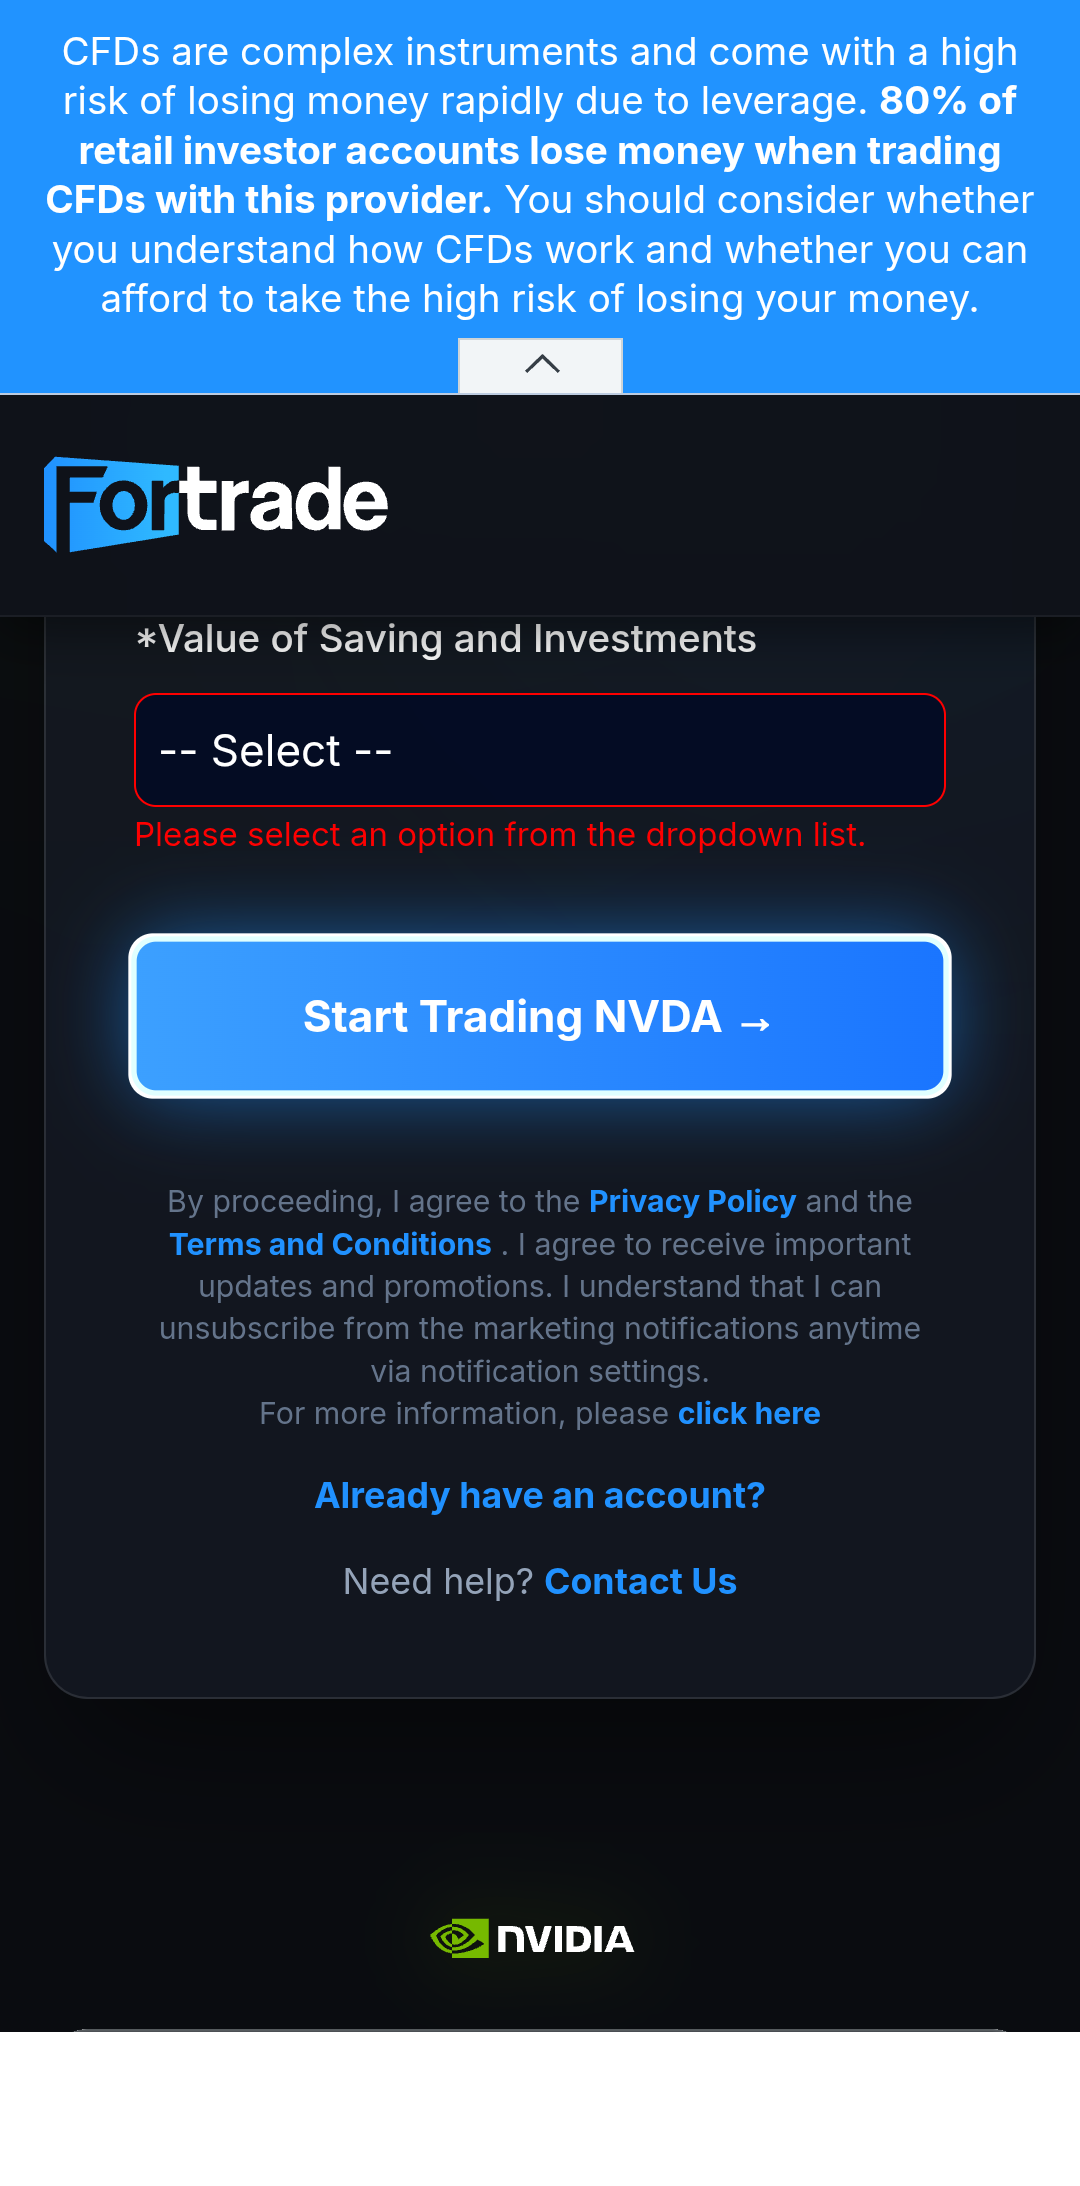 CFDs are complex instruments and come with a high
risk of losing money rapidly due to leverage. 80% of
retail investor accounts lose money when trading
CFDs with this provider. You should consider whether
you understand how CFDs work and whether you can
afford to take the high risk of losing your money.
Fortrade
*Value of Saving and Investments
-- Select --
Please select an option from the dropdown list.
Start Trading NVDA →
By proceeding, I agree to the Privacy Policy and the
Terms and Conditions . I agree to receive important
updates and promotions. I understand that I can
unsubscribe from the marketing notifications anytime
via notification settings.
For more information, please click here
Already have an account?
Need help? Contact Us
NVIDIA